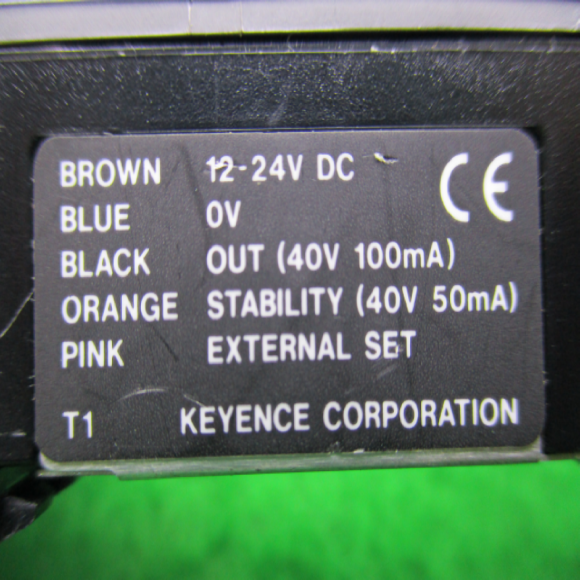 BROWN 12-24V DC
CE
BLUE 0V
BLACK OUT (40V 100mA)
ORANGE STABILITY (40V 50mA)
PINK EXTERNAL SET
T1 KEYENCE CORPORATION